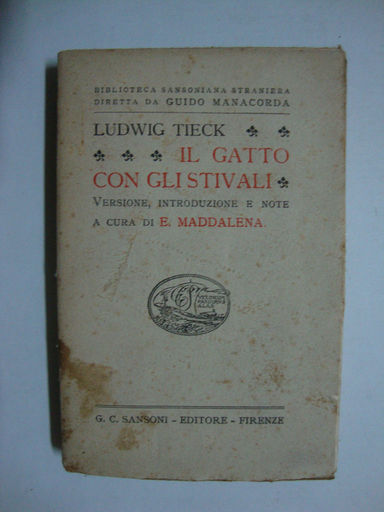 BIBLIOTECA SANSONIANA STRANIERA
DIRETTA DA GUIDO MANACORDA
LUDWIG TIECK
IL GATTO
CON GLI STIVALI
VERSIONE, INTRODUZIONE E NOTE
A CURA DI E. MADDALENA.
G. C. SANSONI - EDITORE - FIRENZE